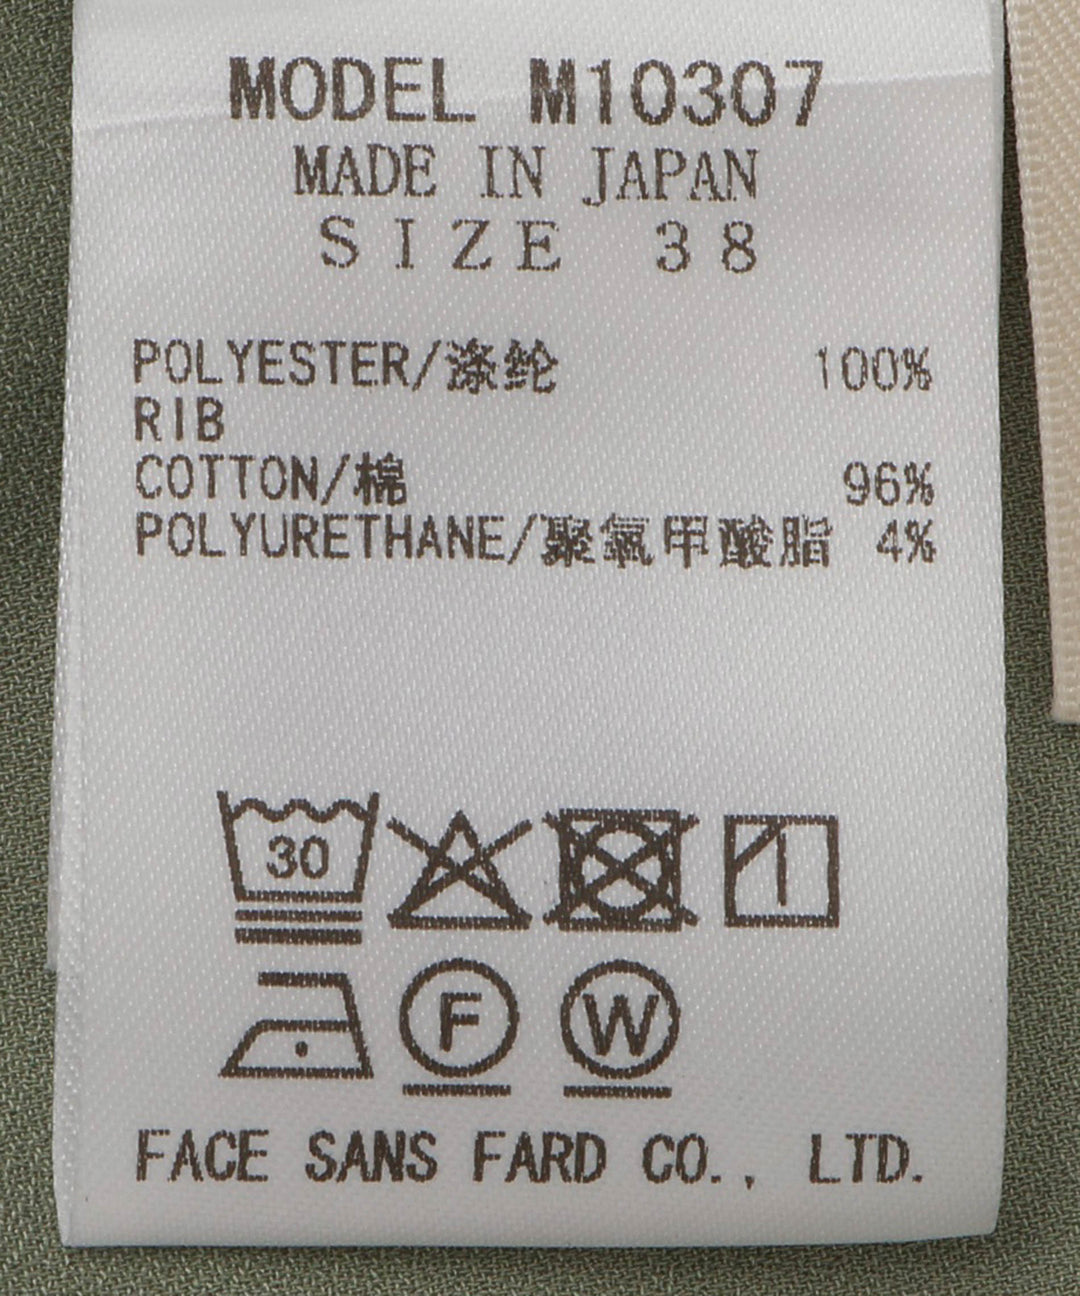 MODEL M10307
MADE IN JAPAN
SIZE 38
POLYESTER/涤纶 100%
RIB
COTTON/棉 96%
POLYURETHANE/聚氨甲酸脂 4%
30
F W
FACE SANS FARD CO., LTD.